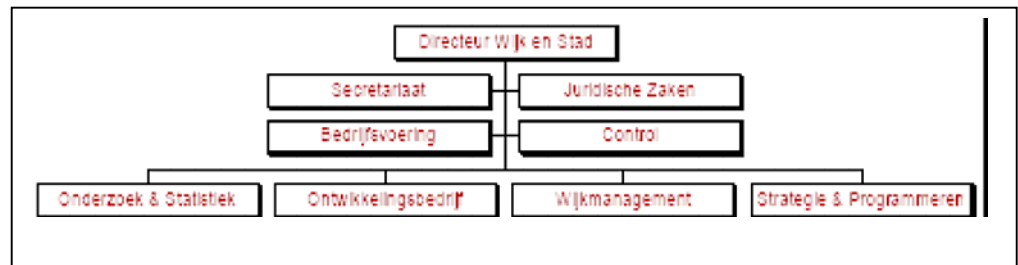 Directeur Wijk en Stad
Secretariaat
Juridische Zaken
Bedrijfsvoering
Control
Onderzoek & Statistiek
Ontwikkelingsbedrijf
Wijkmanagement
Strategie & Programmeren